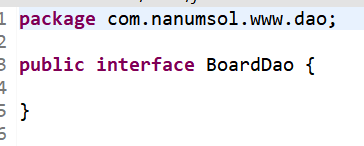 1 package com.nanumsol.www.dao;
2
3 public interface BoardDao {
4
5 }
6